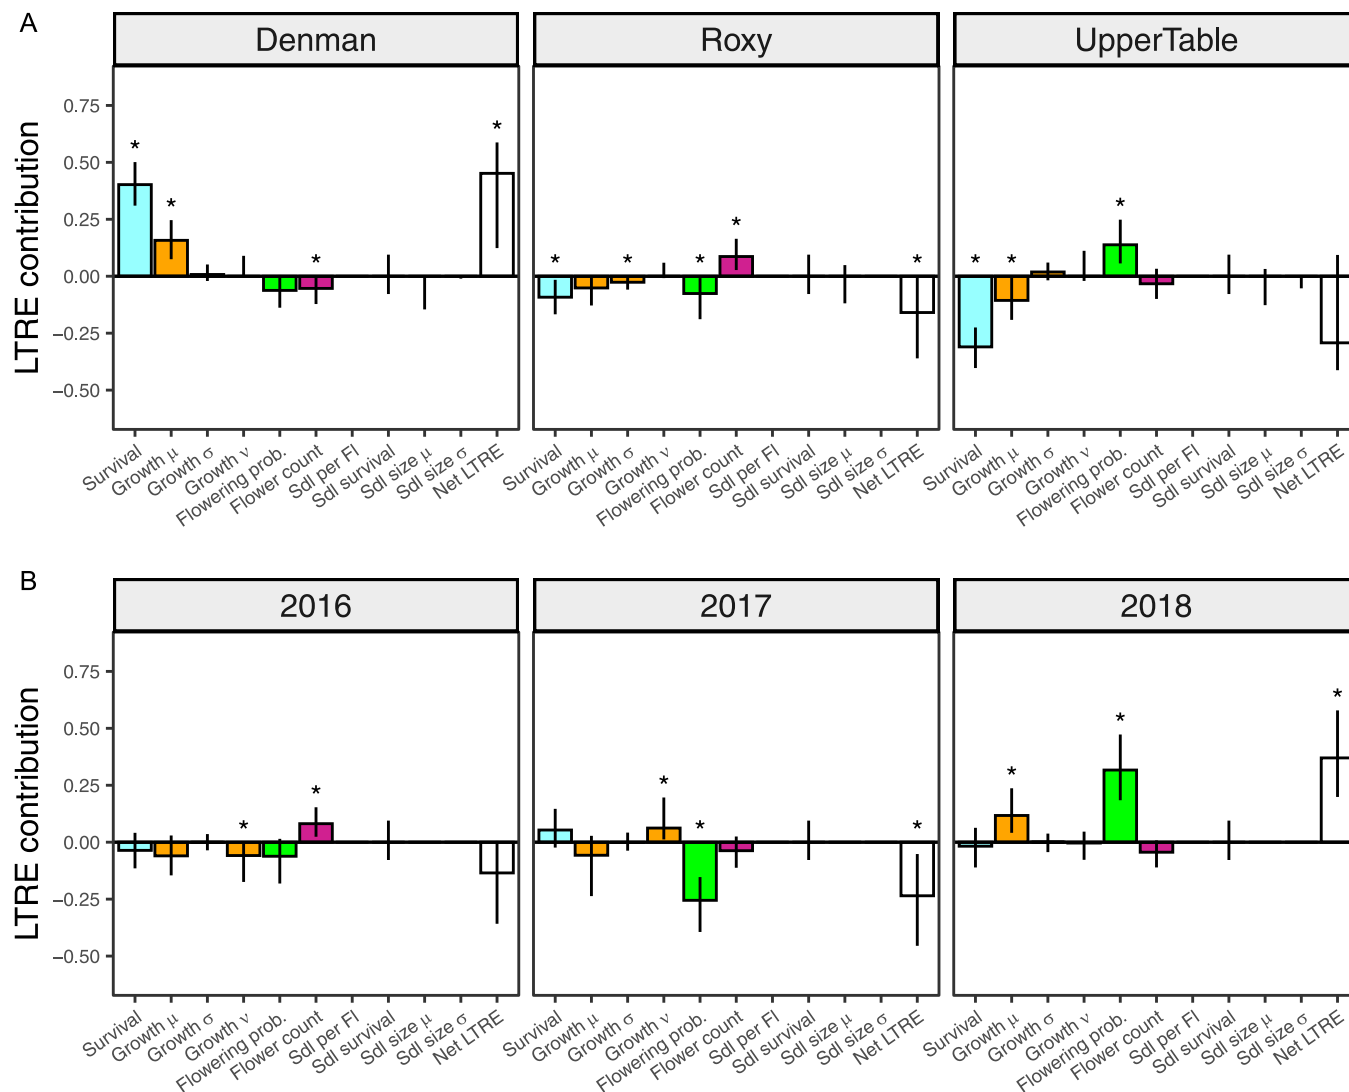 A
Denman Roxy UpperTable
LTRE contribution
0.75
0.50
0.25
0.00
−0.25
−0.50
* * * *
* * * * * *
* * *
Survival Growth μ Growth σ Growth ν Flowering prob. Flower count Sdl per Fl Sdl survival Sdl size μ Sdl size σ Net LTRE
Survival Growth μ Growth σ Growth ν Flowering prob. Flower count Sdl per Fl Sdl survival Sdl size μ Sdl size σ Net LTRE
Survival Growth μ Growth σ Growth ν Flowering prob. Flower count Sdl per Fl Sdl survival Sdl size μ Sdl size σ Net LTRE
B
2016 2017 2018
LTRE contribution
0.75
0.50
0.25
0.00
−0.25
−0.50
* *
* * *
* * *
Survival Growth μ Growth σ Growth ν Flowering prob. Flower count Sdl per Fl Sdl survival Sdl size μ Sdl size σ Net LTRE
Survival Growth μ Growth σ Growth ν Flowering prob. Flower count Sdl per Fl Sdl survival Sdl size μ Sdl size σ Net LTRE
Survival Growth μ Growth σ Growth ν Flowering prob. Flower count Sdl per Fl Sdl survival Sdl size μ Sdl size σ Net LTRE